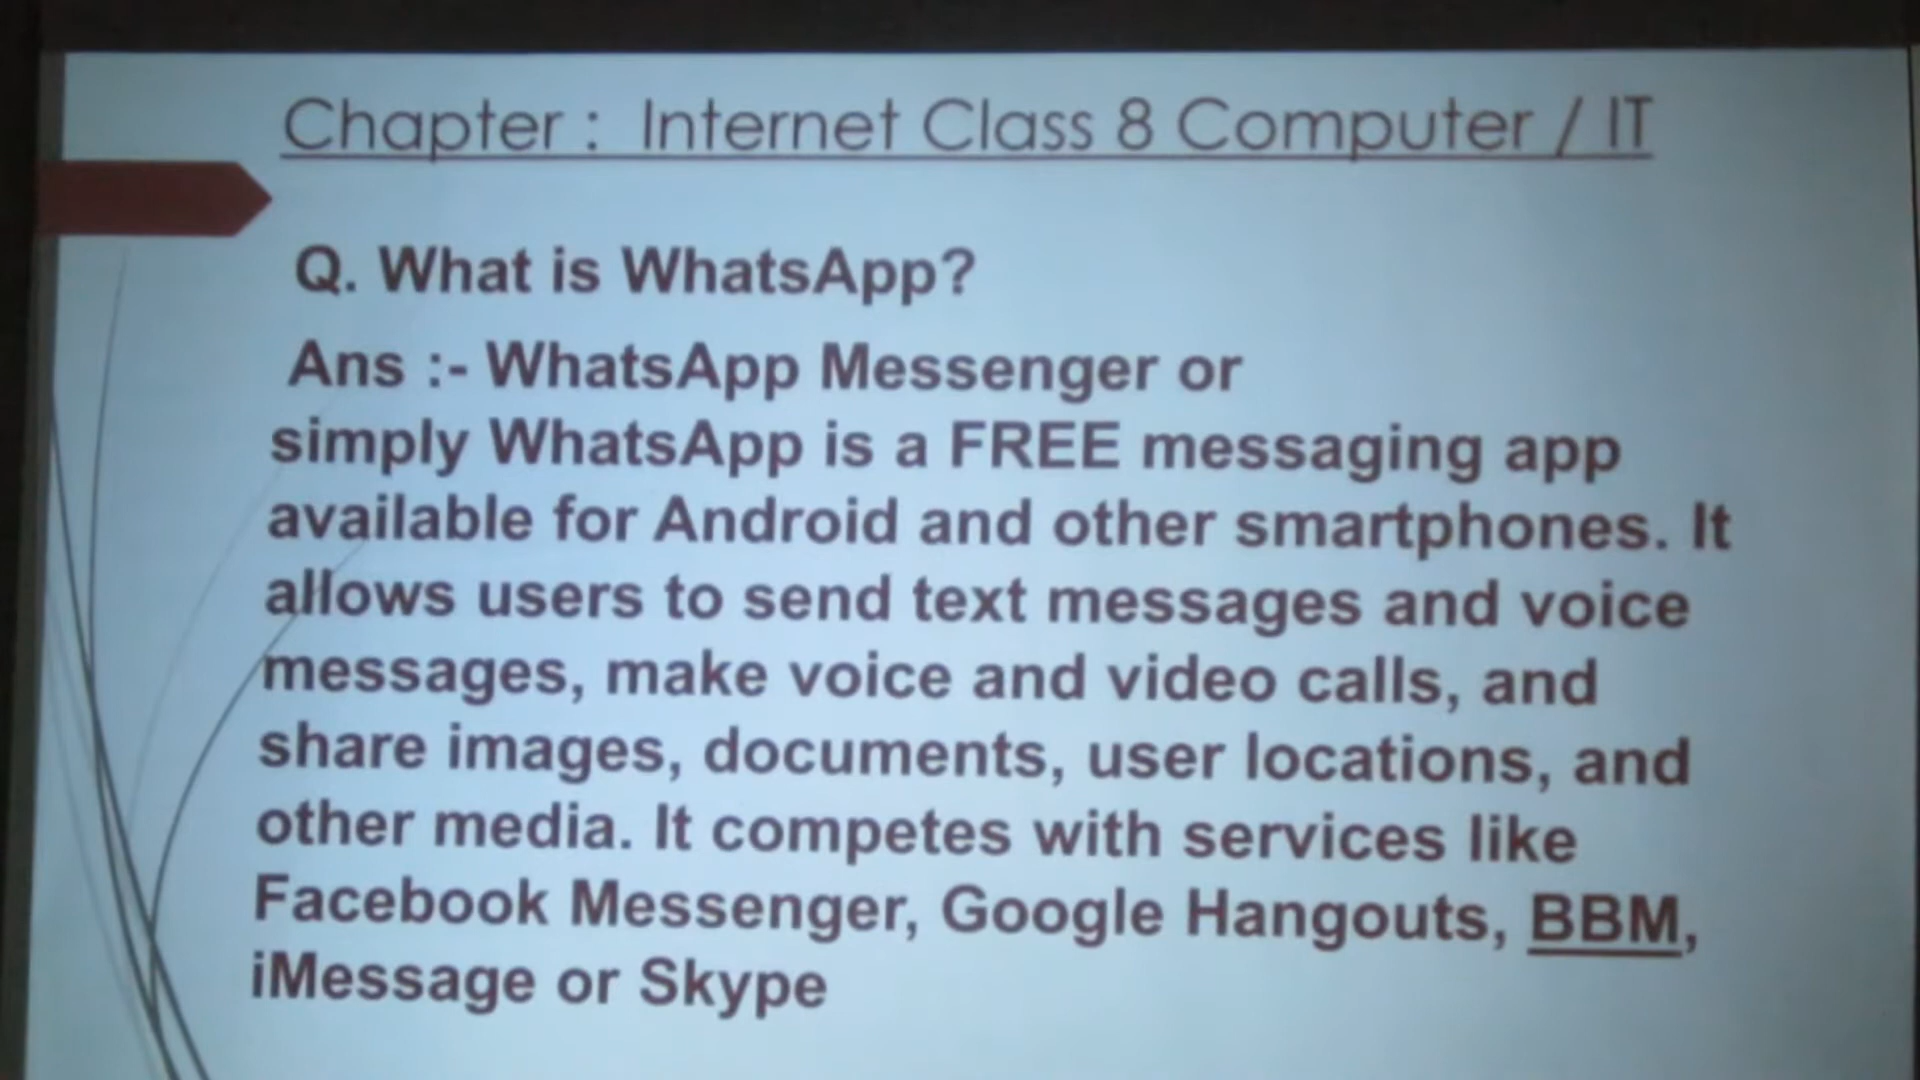 Chapter : Internet Class 8 Computer / IT
Q. What is WhatsApp?
Ans :- WhatsApp Messenger or
simply WhatsApp is a FREE messaging app
available for Android and other smartphones. It
allows users to send text messages and voice
messages, make voice and video calls, and
share images, documents, user locations, and
other media. It competes with services like
Facebook Messenger, Google Hangouts, BBM,
iMessage or Skype